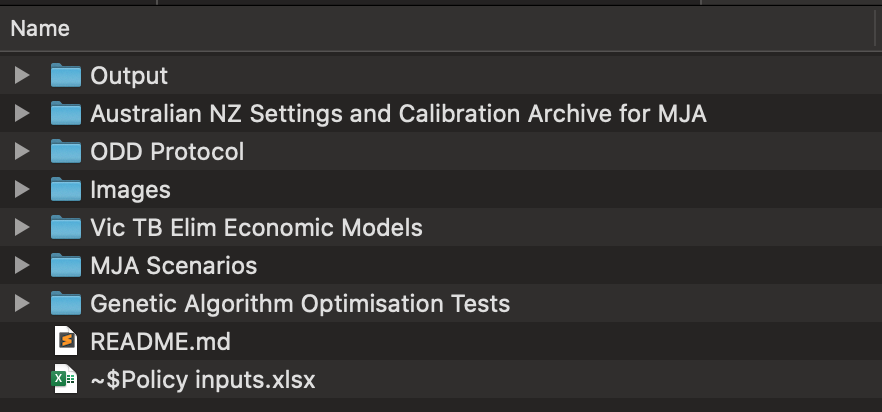 Name
Output
Australian NZ Settings and Calibration Archive for MJA
ODD Protocol
Images
Vic TB Elim Economic Models
MJA Scenarios
Genetic Algorithm Optimisation Tests
README.md
~$Policy inputs.xlsx